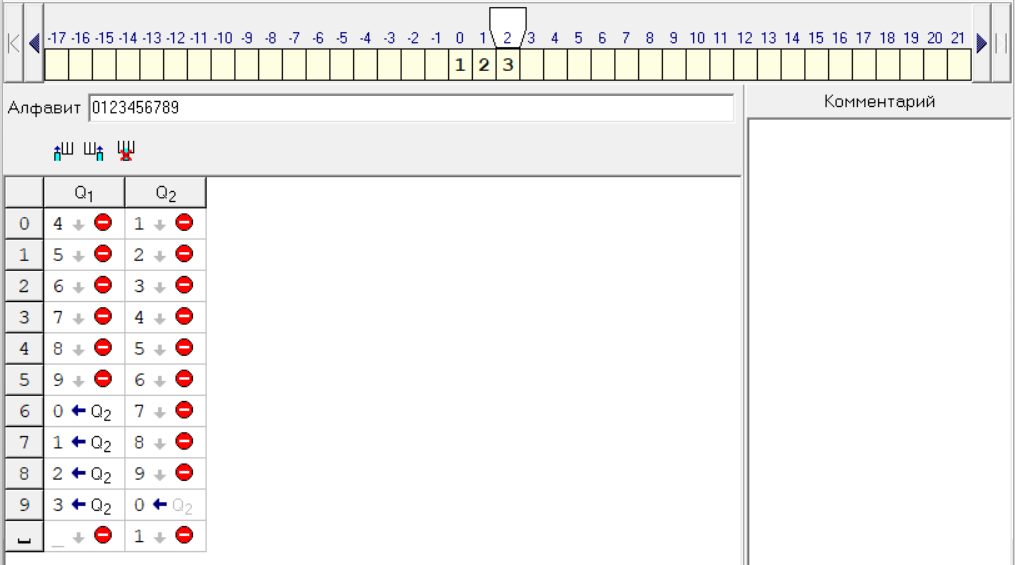 -17 -16 -15 -14 -13 -12 -11 -10 -9 -8 -7 -6 -5 -4 -3 -2 -1 0 1 2 3 4 5 6 7 8 9 10 11 12 13 14 15 16 17 18 19 20 21
1 2 3
Алфавит 0123456789
Комментарий
Q1 Q2
0 4 1
1 5 2
2 6 3
3 7 4
4 8 5
5 9 6
6 0 ← Q2 7
7 1 ← Q2 8
8 2 ← Q2 9
9 3 ← Q2 0 ← Q2
␣ _ 1